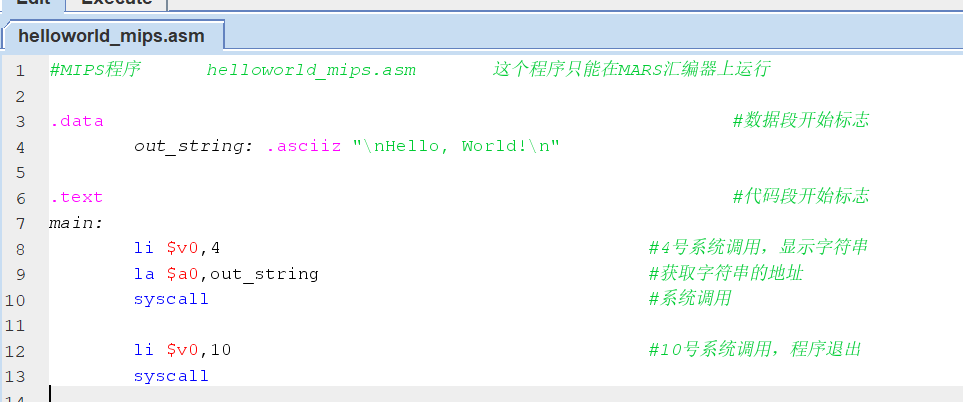 Edit Execute
helloworld_mips.asm
1 #MIPS程序 helloworld_mips.asm 这个程序只能在MARS汇编器上运行
2
3 .data #数据段开始标志
4 out_string: .asciiz "\nHello, World!\n"
5
6 .text #代码段开始标志
7 main:
8 li $v0,4 #4号系统调用，显示字符串
9 la $a0,out_string #获取字符串的地址
10 syscall #系统调用
11
12 li $v0,10 #10号系统调用，程序退出
13 syscall
14